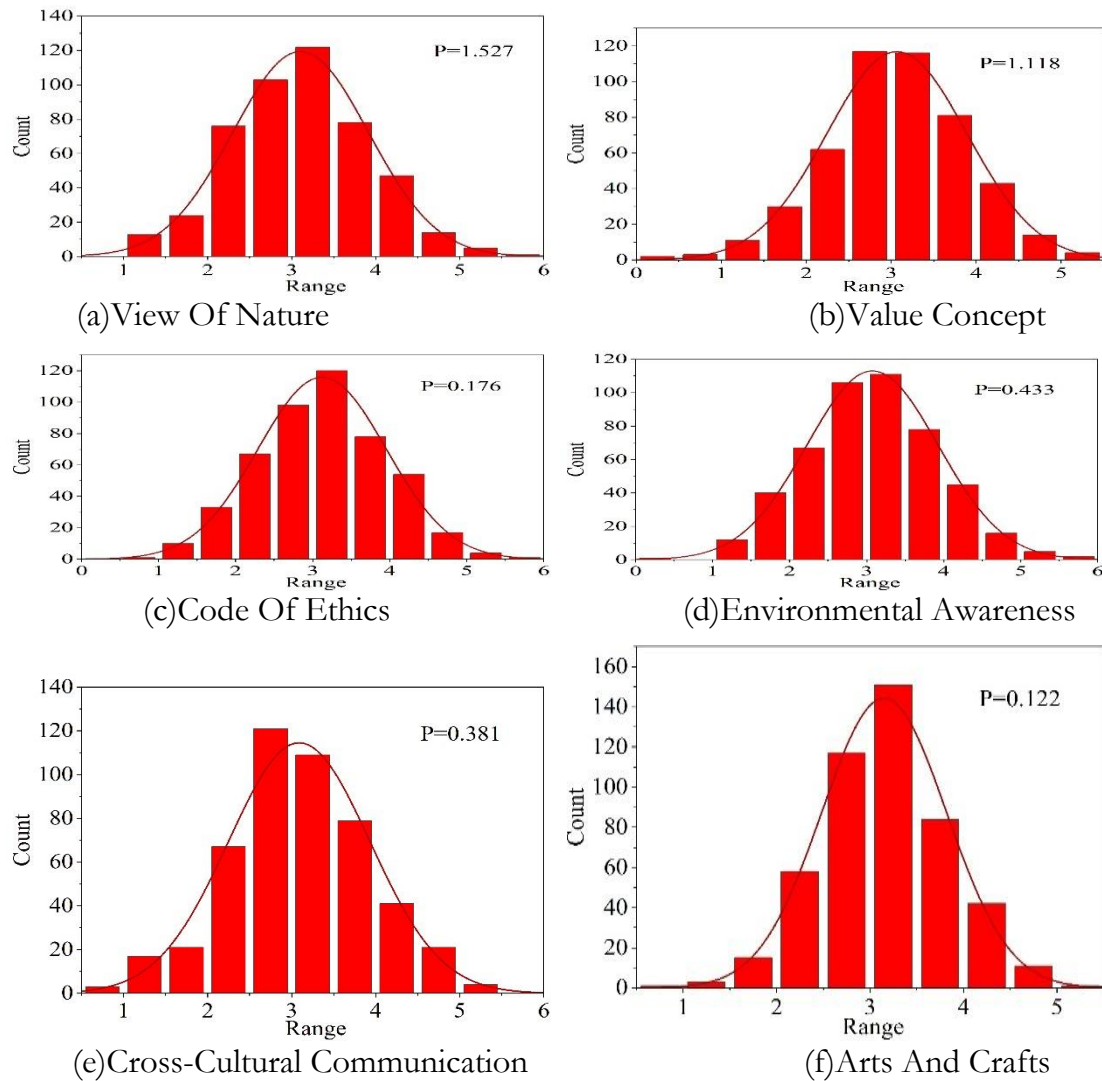 140
120
100
80
60
40
20
0
Count
P=1.527
1 2 3 4 5 6
Range
(a)View Of Nature
120
100
80
60
40
20
0
Count
P=1.118
0 1 2 3 4 5
Range
(b)Value Concept
120
100
80
60
40
20
0
Count
P=0.176
0 1 2 3 4 5 6
Range
(c)Code Of Ethics
120
100
80
60
40
20
0
Count
P=0.433
0 1 2 3 4 5 6
Range
(d)Environmental Awareness
140
120
100
80
60
40
20
0
Count
P=0.381
1 2 3 4 5 6
Range
(e)Cross-Cultural Communication
160
140
120
100
80
60
40
20
0
Count
P=0.122
1 2 3 4 5
Range
(f)Arts And Crafts